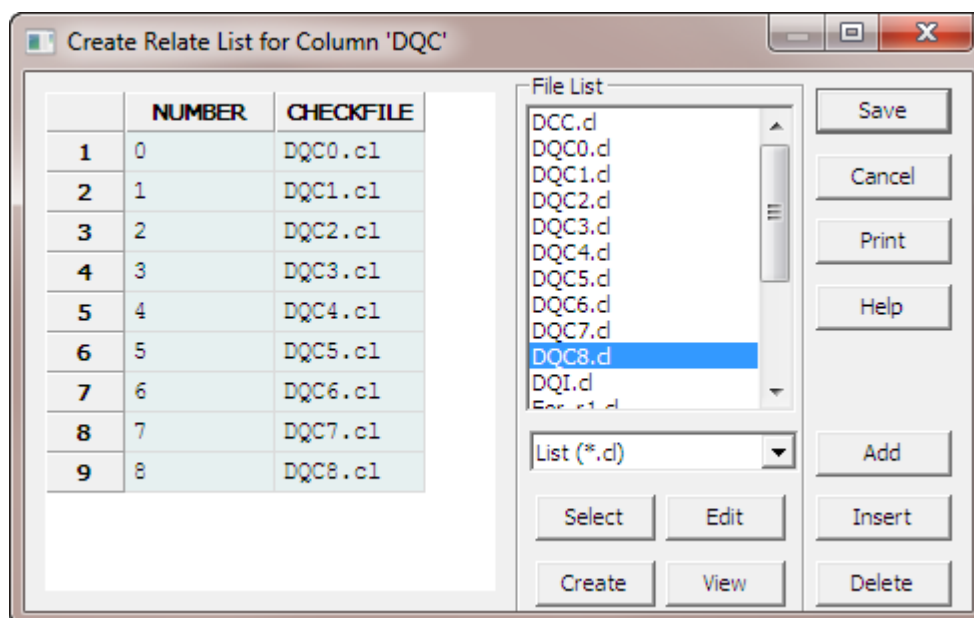 Create Relate List for Column 'DQC'
NUMBER CHECKFILE
1 0 DQC0.cl
2 1 DQC1.cl
3 2 DQC2.cl
4 3 DQC3.cl
5 4 DQC4.cl
6 5 DQC5.cl
7 6 DQC6.cl
8 7 DQC7.cl
9 8 DQC8.cl
File List
DCC.cl
DQC0.cl
DQC1.cl
DQC2.cl
DQC3.cl
DQC4.cl
DQC5.cl
DQC6.cl
DQC7.cl
DQC8.cl
DQI.cl
List (*.cl)
Select Edit
Create View
Save
Cancel
Print
Help
Add
Insert
Delete